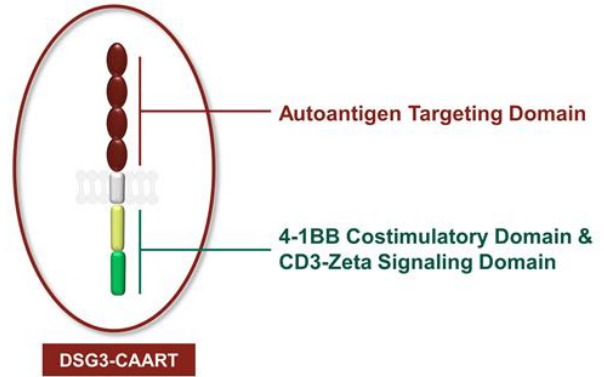 Autoantigen Targeting Domain
4-1BB Costimulatory Domain &
CD3-Zeta Signaling Domain
DSG3-CAART